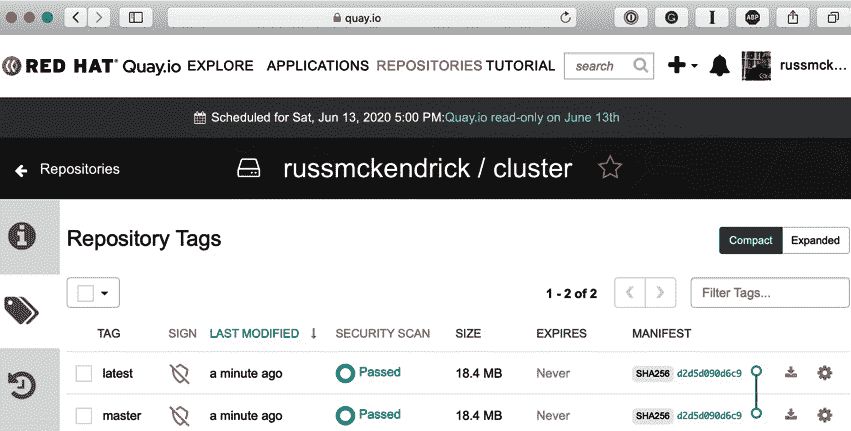 quay.io
RED HAT Quay.io EXPLORE APPLICATIONS REPOSITORIES TUTORIAL search russmck...
Scheduled for Sat, Jun 13, 2020 5:00 PM:Quay.io read-only on June 13th
Repositories russmckendrick / cluster
Repository Tags Compact Expanded
1 - 2 of 2 Filter Tags...
TAG SIGN LAST MODIFIED SECURITY SCAN SIZE EXPIRES MANIFEST
latest a minute ago Passed 18.4 MB Never SHA256 d2d5d090d6c9
master a minute ago Passed 18.4 MB Never SHA256 d2d5d090d6c9